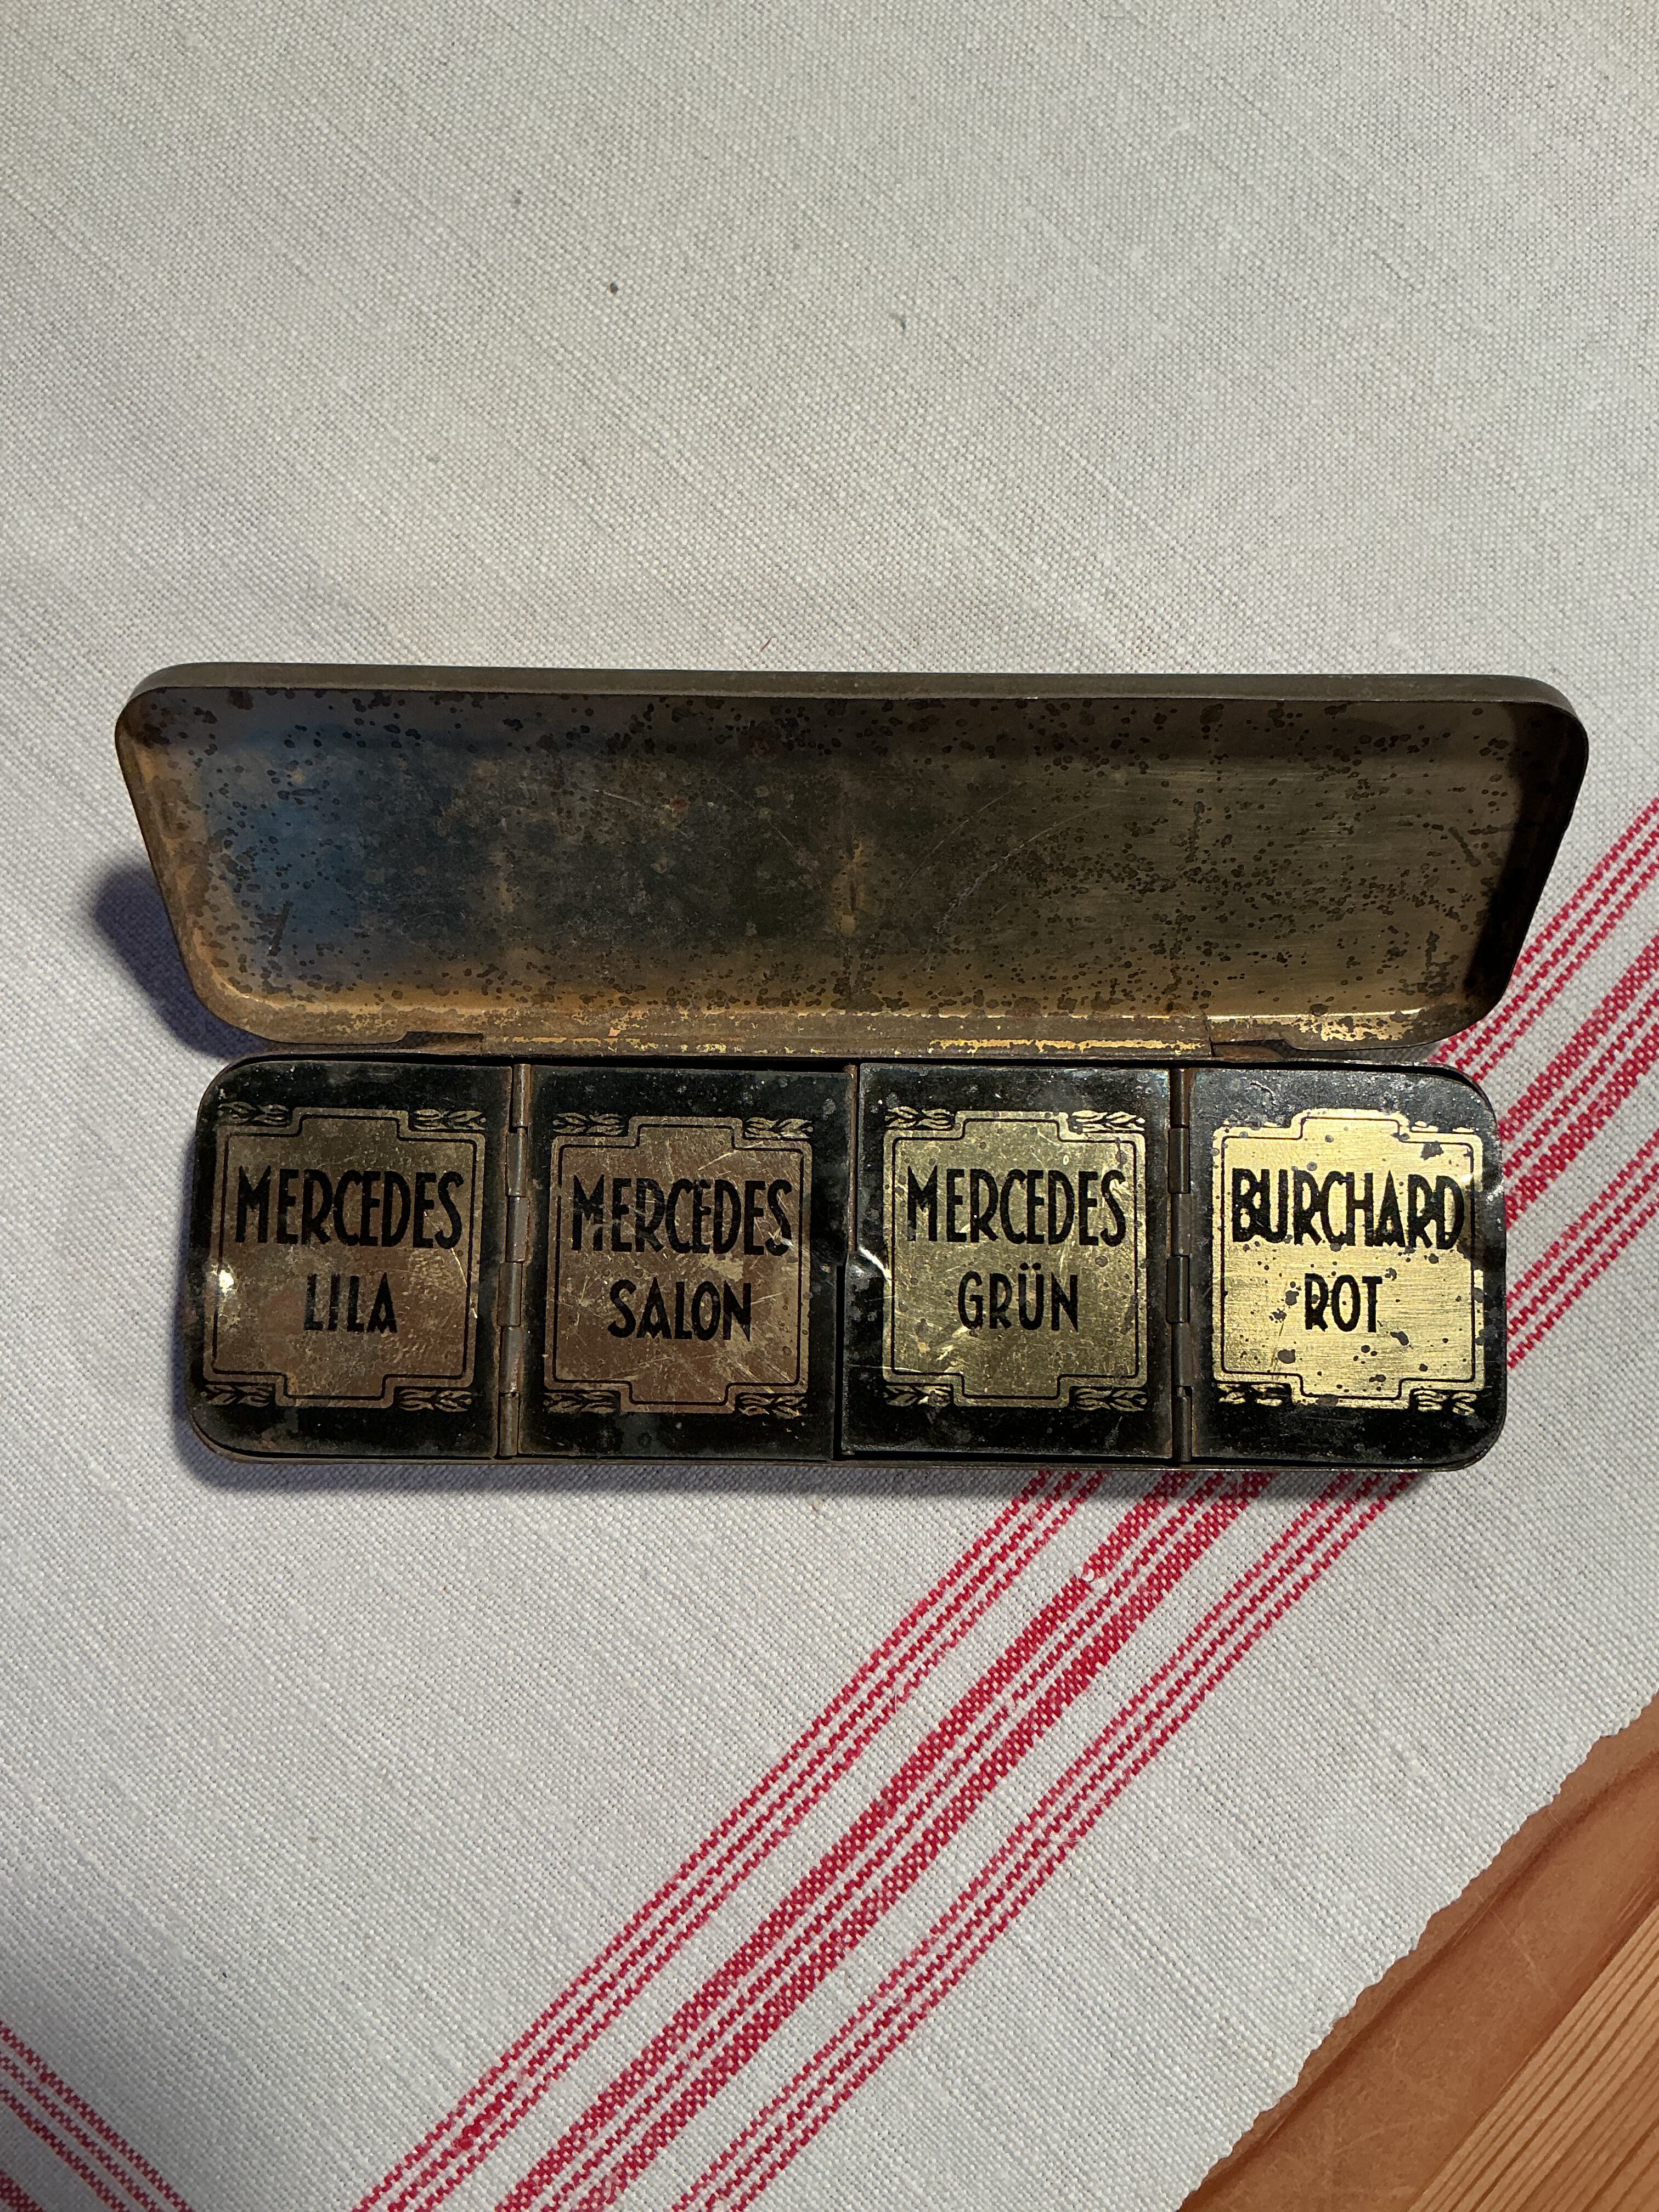 MERCEDES
LILA
MERCEDES
SALON
MERCEDES
GRÜN
BURCHARD
ROT